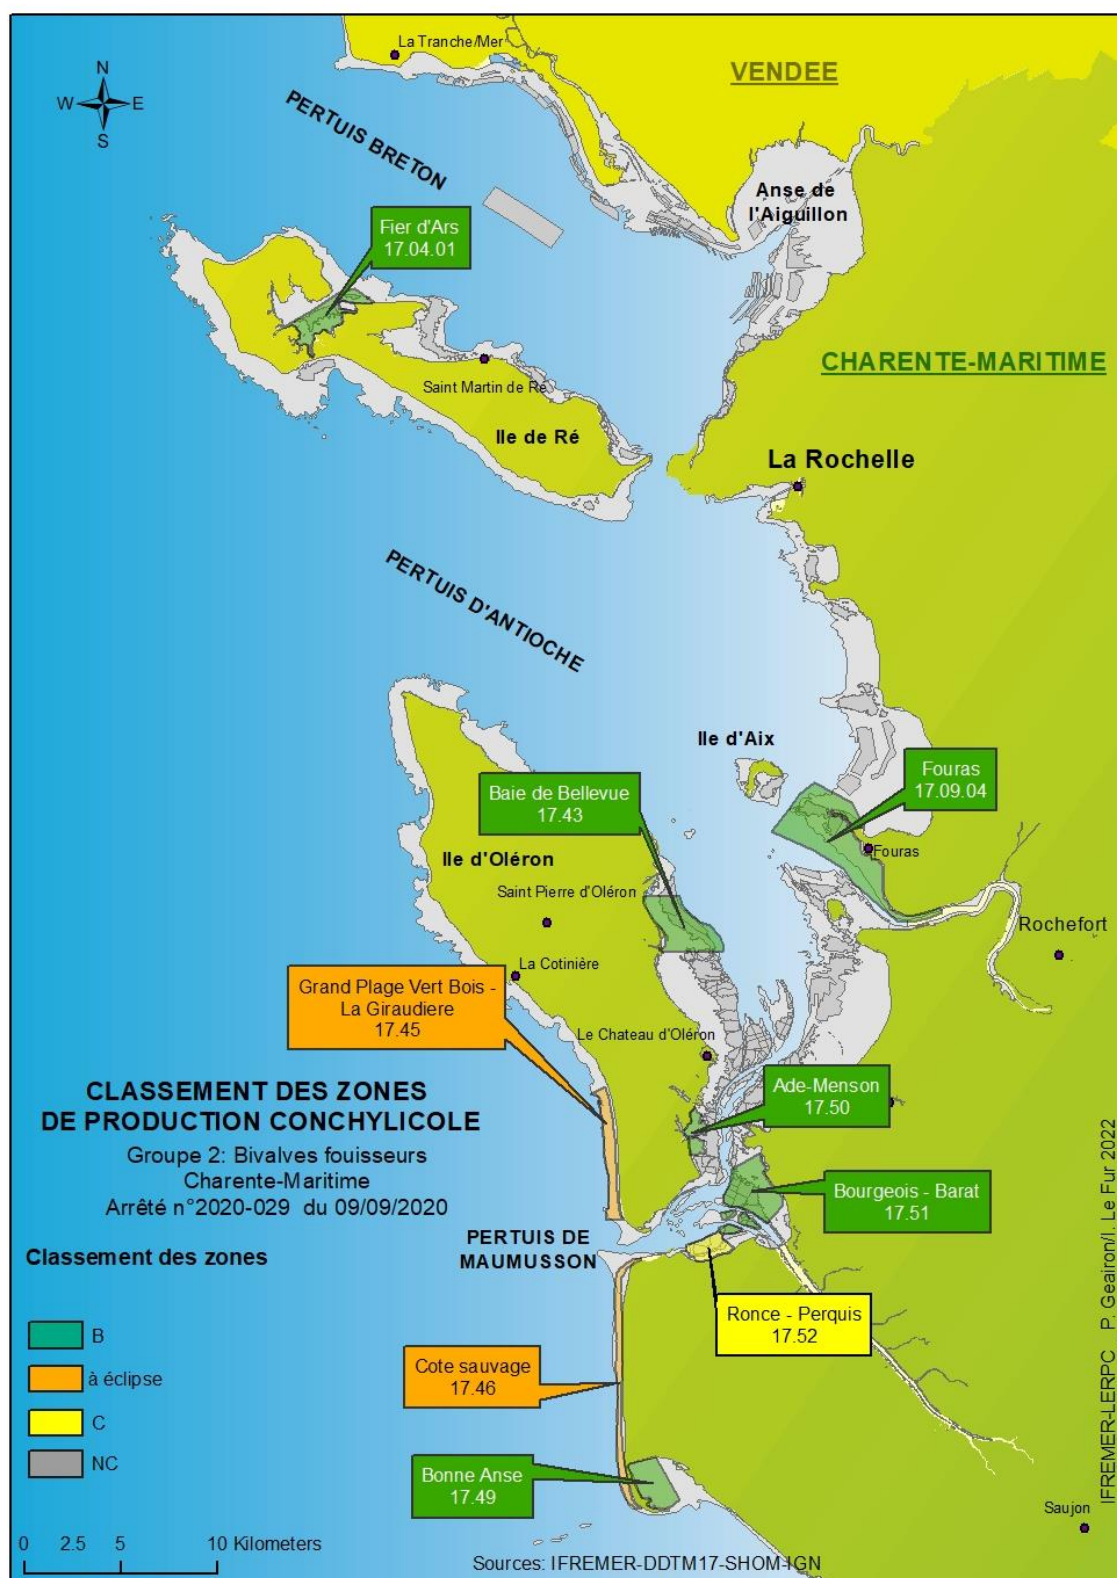 La Tranche/Mer
VENDEE
N
W
E
S
PERTUIS BRETON
Anse de
l'Aiguillon
Fier d'Ars
17.04.01
CHARENTE-MARITIME
Saint Martin de Ré
Ile de Ré
La Rochelle
PERTUIS D'ANTIOCHE
Ile d'Aix
Fouras
17.09.04
Baie de Bellevue
17.43
Fouras
Ile d'Oléron
Saint Pierre d'Oléron
Rochefort
La Cotinière
Grand Plage Vert Bois -
La Giraudiere
17.45
Le Chateau d'Oléron
Ade-Menson
17.50
CLASSEMENT DES ZONES
DE PRODUCTION CONCHYLICOLE
Groupe 2: Bivalves fouisseurs
Charente-Maritime
Arrêté n°2020-029 du 09/09/2020
Bourgeois - Barat
17.51
PERTUIS DE
MAUMUSSON
Ronce - Perquis
17.52
Classement des zones
B
à éclipse
C
NC
Cote sauvage
17.46
Bonne Anse
17.49
Saujon
0 2.5 5 10 Kilometers
Sources: IFREMER-DDTM17-SHOM-IGN
IFREMER-LERPC P. Geairon/I. Le Fur 2022